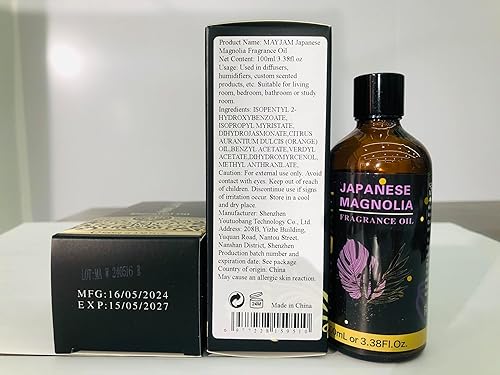 LOT:MA W 240516 B
MFG:16/05/2024
EXP:15/05/2027
Product Name: MAYJAM Japanese
Magnolia Fragrance Oil
Net Content: 100ml/3.38fl oz
Usage: Used in diffusers,
humidifiers, custom scented
products, etc. Suitable for living
room, bedroom, bathroom or study
room.
Ingredients: ISOPENTYL 2-
HYDROXYBENZOATE,
ISOPROPYL MYRISTATE,
DIHYDROJASMONATE,CITRUS
AURANTIUM DULCIS (ORANGE)
OIL,BENZYL ACETATE,VERDYL
ACETATE,DIHYDROMYRCENOL,
METHYL ANTHRANILATE,
Caution: For external use only. Avoid
contact with eyes. Keep out of reach
of children. Discontinue use if signs
of irritation occur. Store in a cool
and dry place.
Manufacturer: Shenzhen
Youtuobang Technology Co., Ltd.
Address: 208B, Yizhe Building,
Yuquan Road, Nantou Street,
Nanshan District, Shenzhen
Production batch number and
expiration date: See package
Country of origin: China
May cause an allergic skin reaction.
24M
Made in China
JAPANESE
MAGNOLIA
FRAGRANCE OIL
0mL or 3.38Fl.Oz.